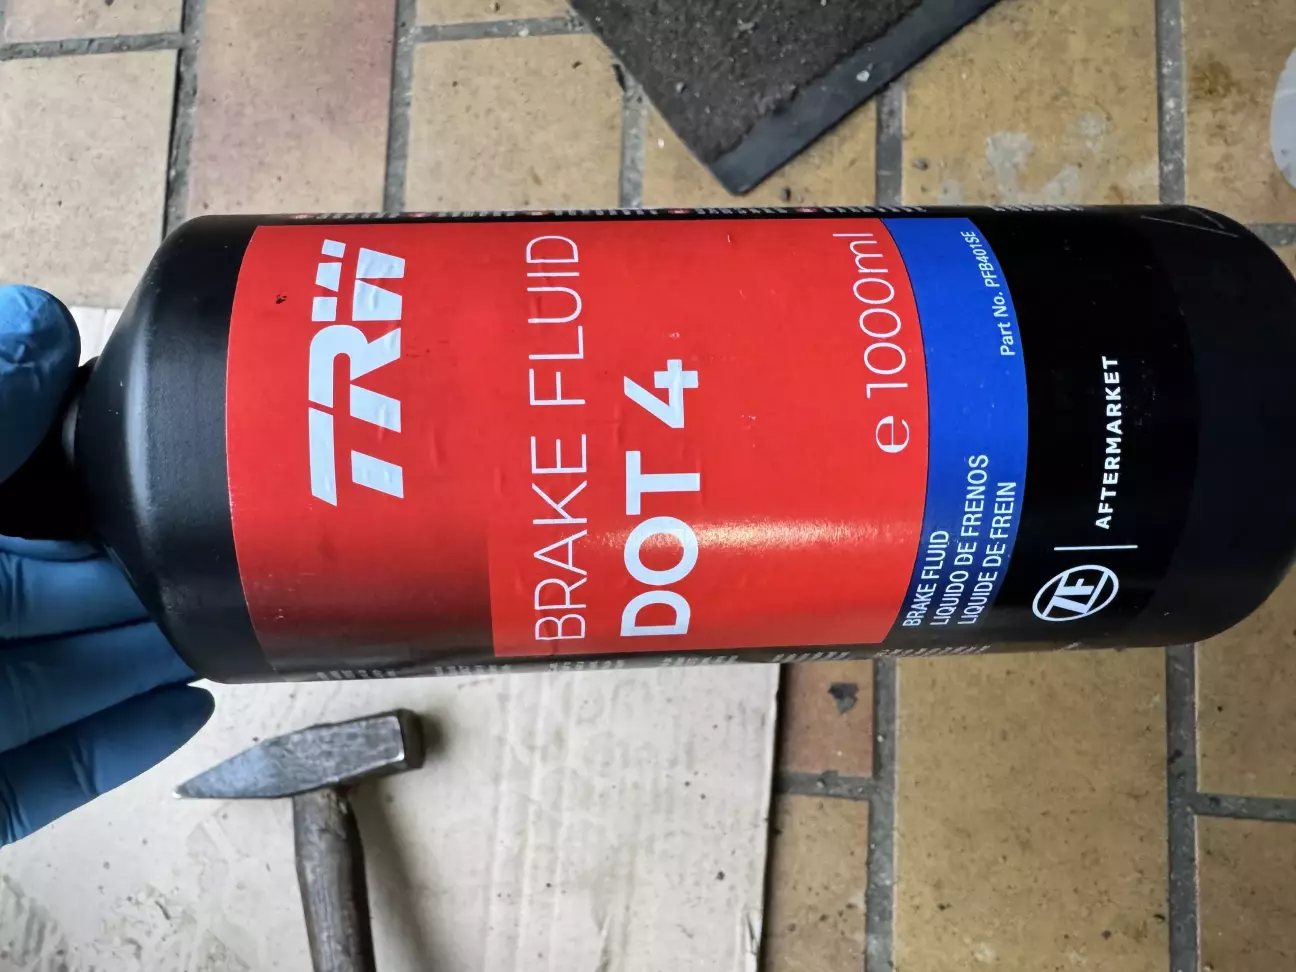 TRW
BRAKE FLUID
DOT 4
e 1000ml
Part No. PFB401SE
BRAKE FLUID
LIQUIDO DE FRENOS
LIQUIDE DE FREIN
ZF
AFTERMARKET